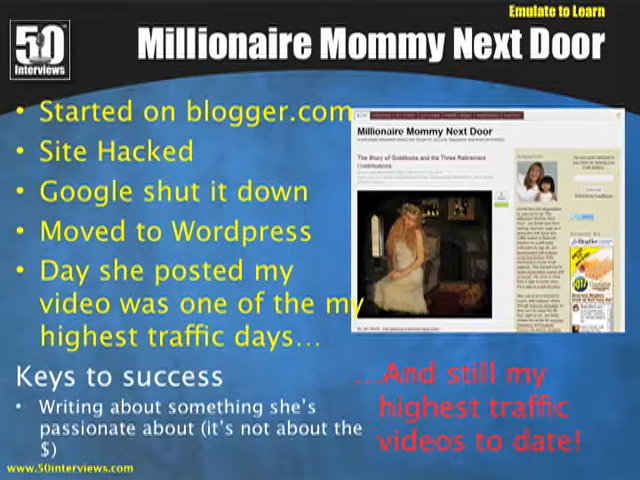 Emulate to Learn
50
Interviews
Millionaire Mommy Next Door
• Started on blogger.com
• Site Hacked
• Google shut it down
• Moved to Wordpress
• Day she posted my
video was one of the my
highest traffic days…
Millionaire Mommy Next Door
The Story of Goldilocks and the Three Retirement
Contributions
Keys to success
• Writing about something she's
passionate about (it's not about the
$)
…And still my
highest traffic
videos to date!
www.50interviews.com